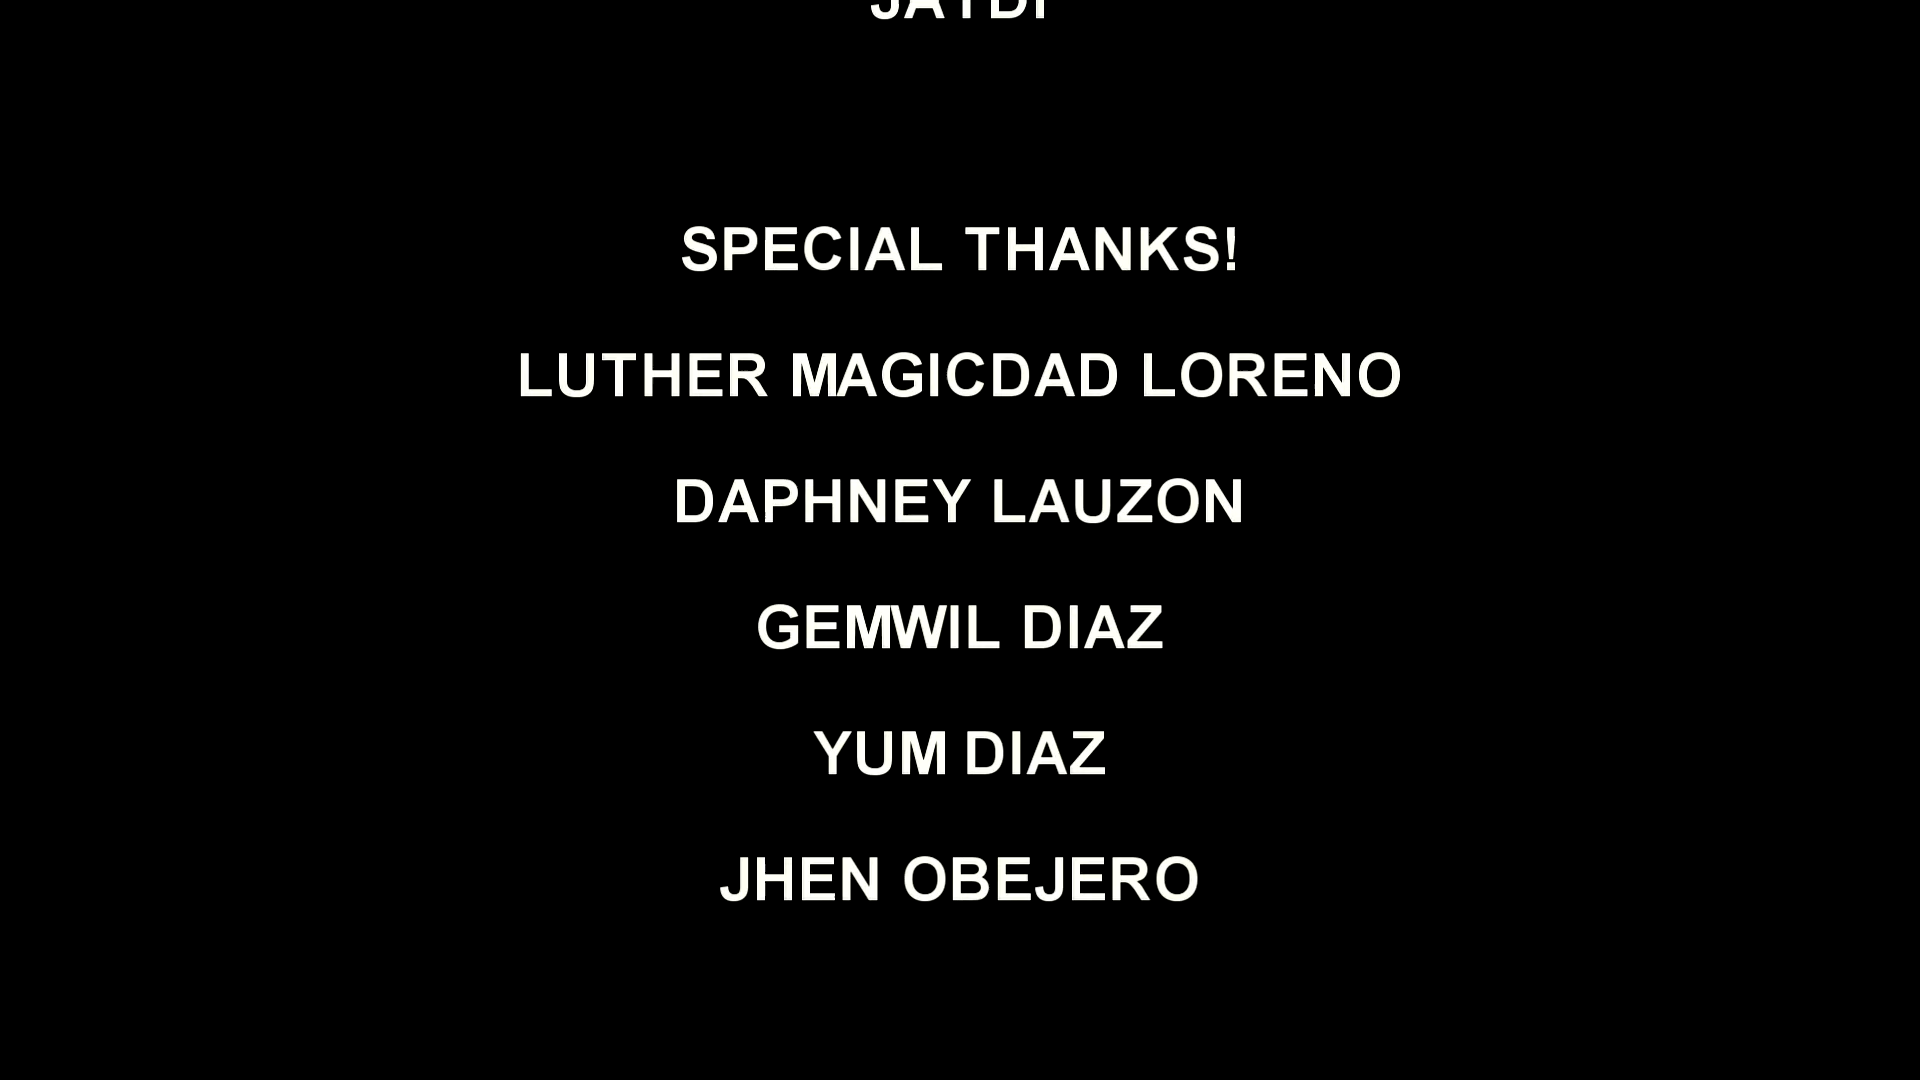 SPECIAL THANKS!
LUTHER MAGICDAD LORENO
DAPHNEY LAUZON
GEMWIL DIAZ
YUM DIAZ
JHEN OBEJERO